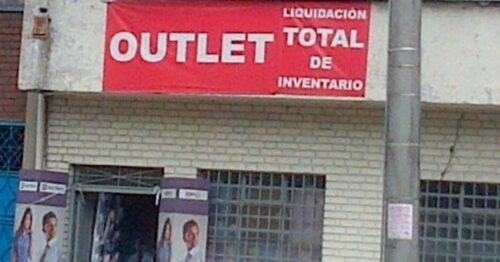 OUTLET
LIQUIDACIÓN
TOTAL
DE
INVENTARIO